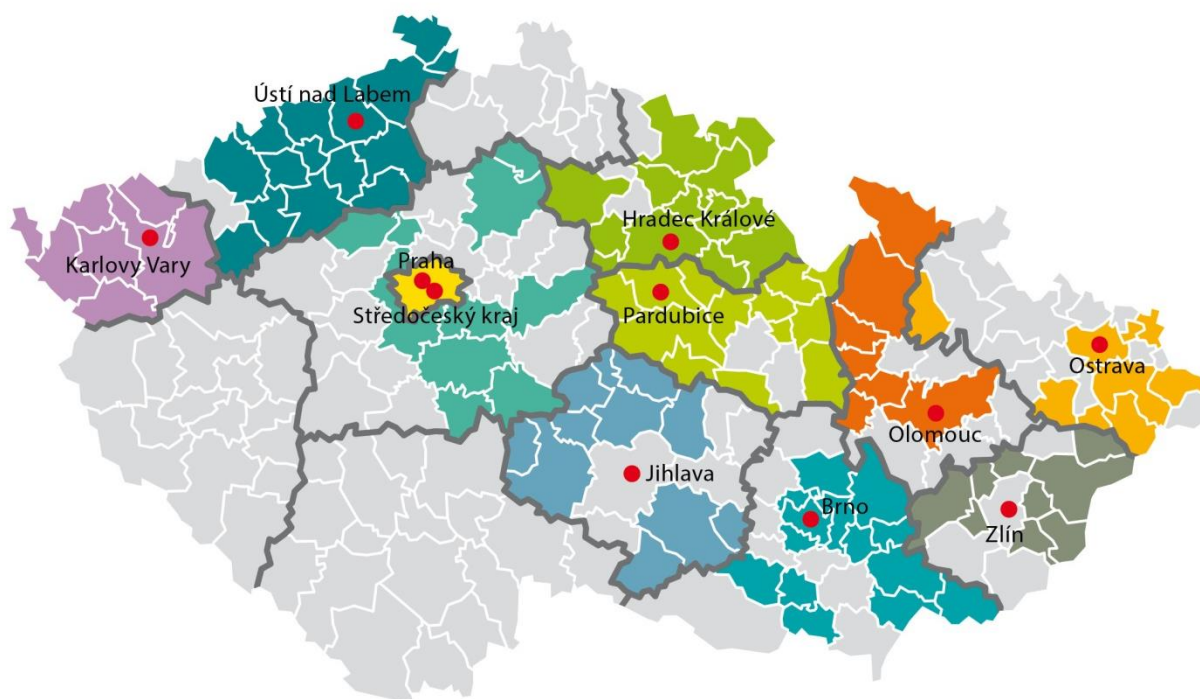 Ústí nad Labem
Hradec Králové
Karlovy Vary
Praha
Středočeský kraj
Pardubice
Ostrava
Olomouc
Jihlava
Brno
Zlín